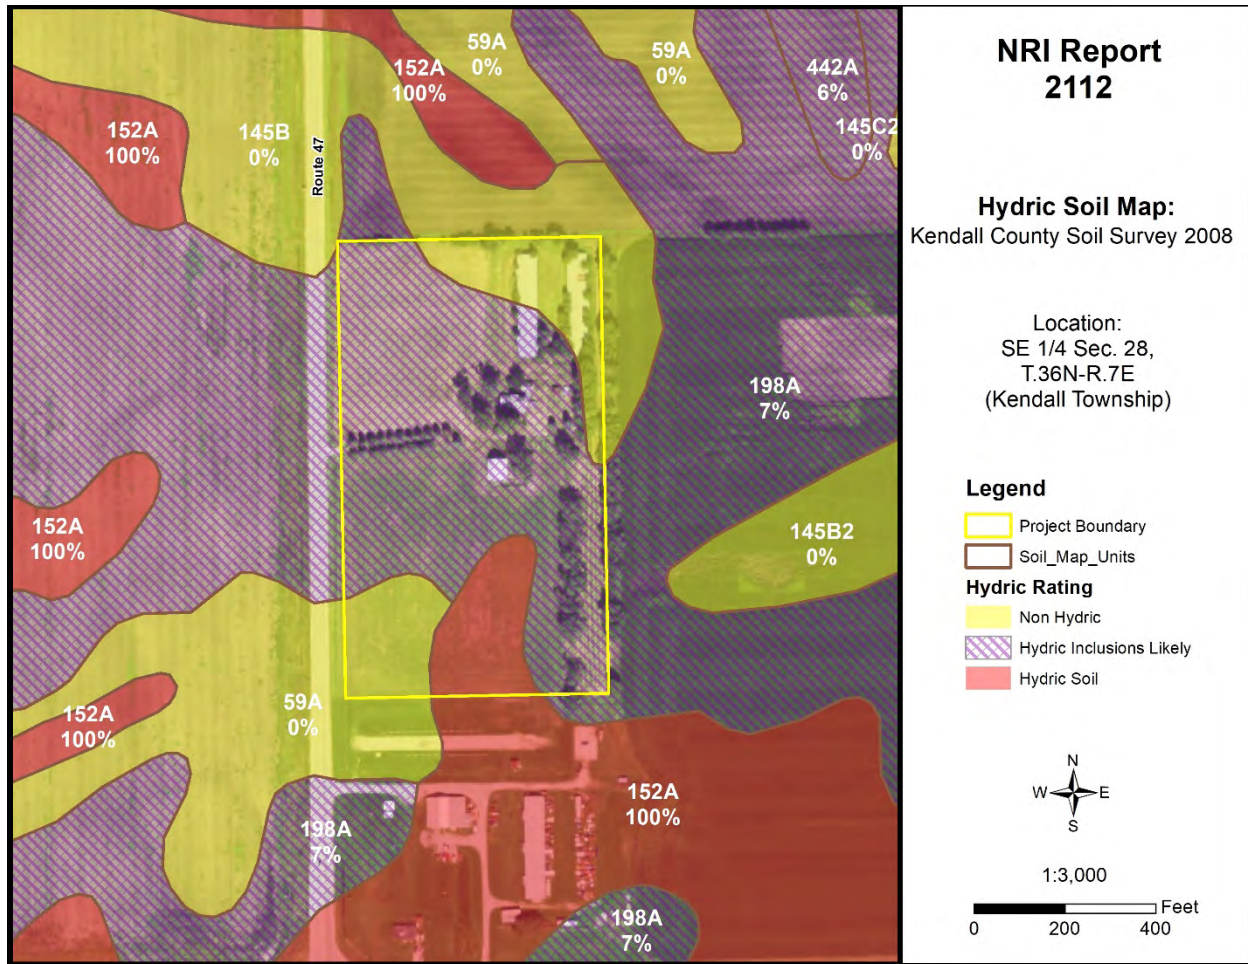 59A
0%
59A
0%
152A
100%
442A
6%
152A
100%
145B
0%
Route 47
145C2
0%
198A
7%
152A
100%
145B2
0%
59A
0%
152A
100%
152A
100%
198A
7%
198A
7%
NRI Report
2112
Hydric Soil Map:
Kendall County Soil Survey 2008
Location:
SE 1/4 Sec. 28,
T.36N-R.7E
(Kendall Township)
Legend
Project Boundary
Soil_Map_Units
Hydric Rating
Non Hydric
Hydric Inclusions Likely
Hydric Soil
N
W E
S
1:3,000
Feet
0 200 400